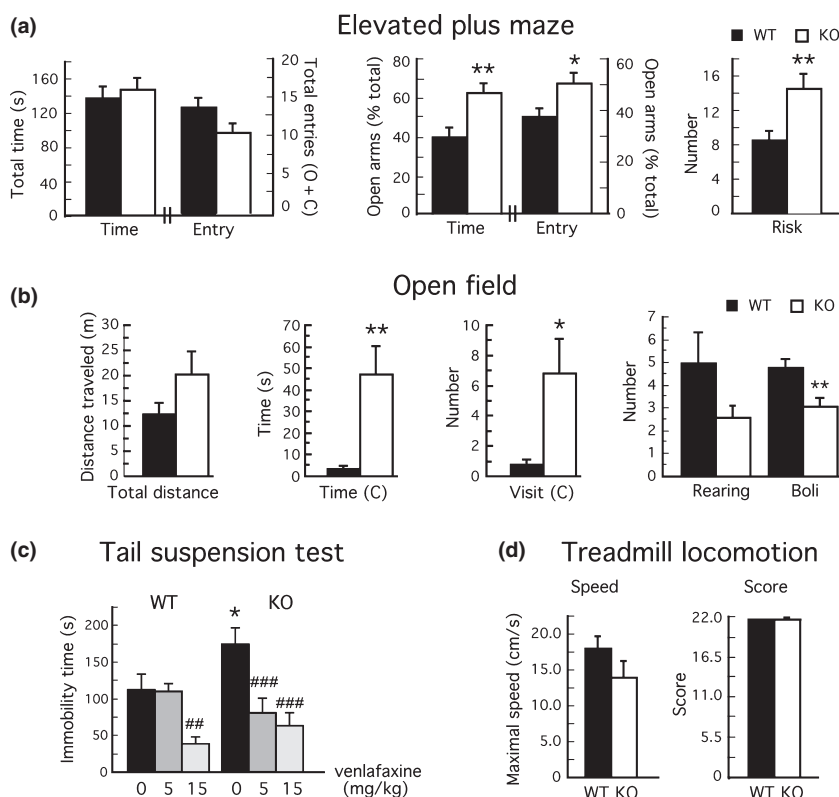 (a) Elevated plus maze
WT KO
Total time (s)
160
120
80
40
0
20
15
10
5
0
Total entries (O + C)
Time Entry
Open arms (% total)
80
60
40
20
0
** *
60
40
20
0
Open arms (% total)
Time Entry
Number
16
12
8
4
0
**
Risk
(b) Open field
WT KO
Distance traveled (m)
30
25
20
15
10
5
0
Total distance
Time (s)
70
60
50
40
30
20
10
0
**
Time (C)
Number
10
8
6
4
2
0
*
Visit (C)
Number
7
6
5
4
3
2
1
0
**
Rearing Boli
(c) Tail suspension test
WT KO
Immobility time (s)
200
150
100
50
0
##
*
###
###
0 5 15 0 5 15
venlafaxine
(mg/kg)
(d) Treadmill locomotion
Speed Score
Maximal speed (cm/s)
20.0
15.0
10.0
5.0
0.0
WT KO
Score
22.0
16.5
11.0
5.5
0.0
WT KO